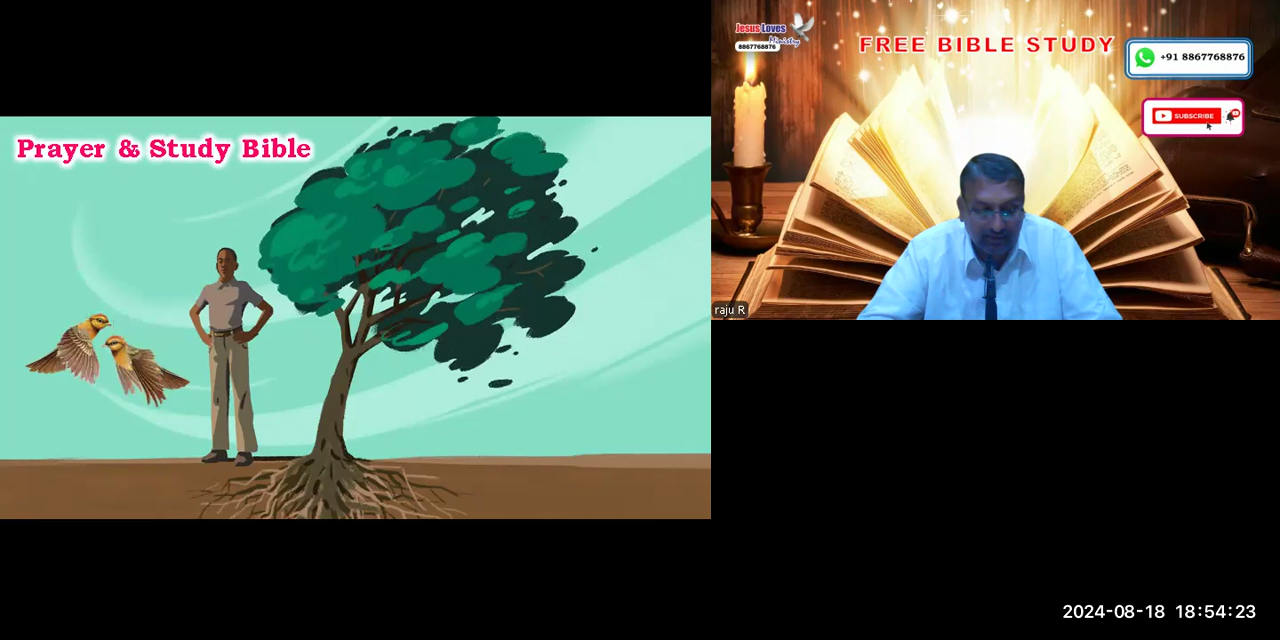 Prayer & Study Bible
Jesus Loves
Ministry
8867768876
FREE BIBLE STUDY
+91 8867768876
SUBSCRIBE
raju R
2024-08-18 18:54:23